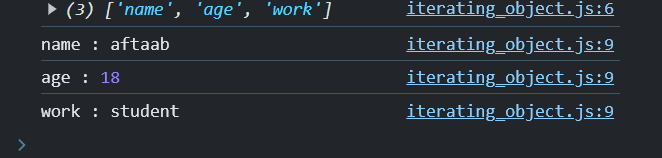 ▶ (3) ['name', 'age', 'work'] iterating_object.js:6
name : aftaab iterating_object.js:9
age : 18 iterating_object.js:9
work : student iterating_object.js:9
>